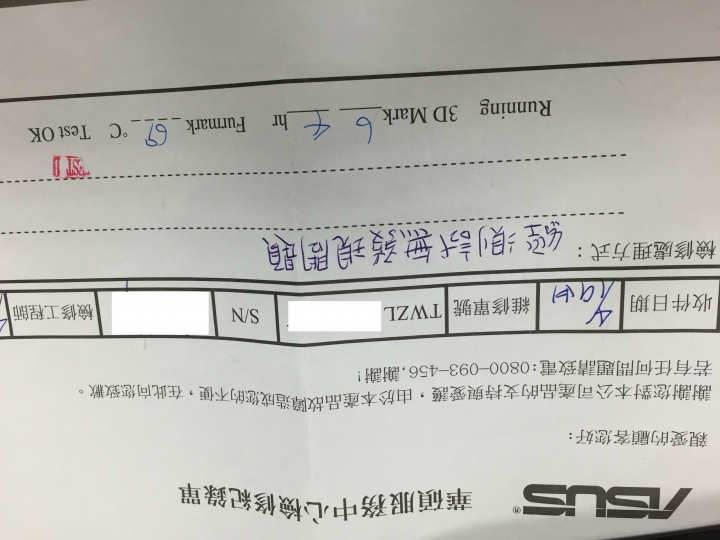 ASUS® 華碩服務中心檢修紀錄單
親愛的顧客您好:
謝謝您對本公司產品的支持與愛護，由於本產品故障造成您的不便，在此向您致歉。
若有任何問題請致電:0800-093-456,謝謝!
收件日期 維修單號 TWZL S/N 檢修工程師
檢修處理方式： 經測試無發現問題
Running 3D Mark 6 4 hr Furmark 69 °C Test OK